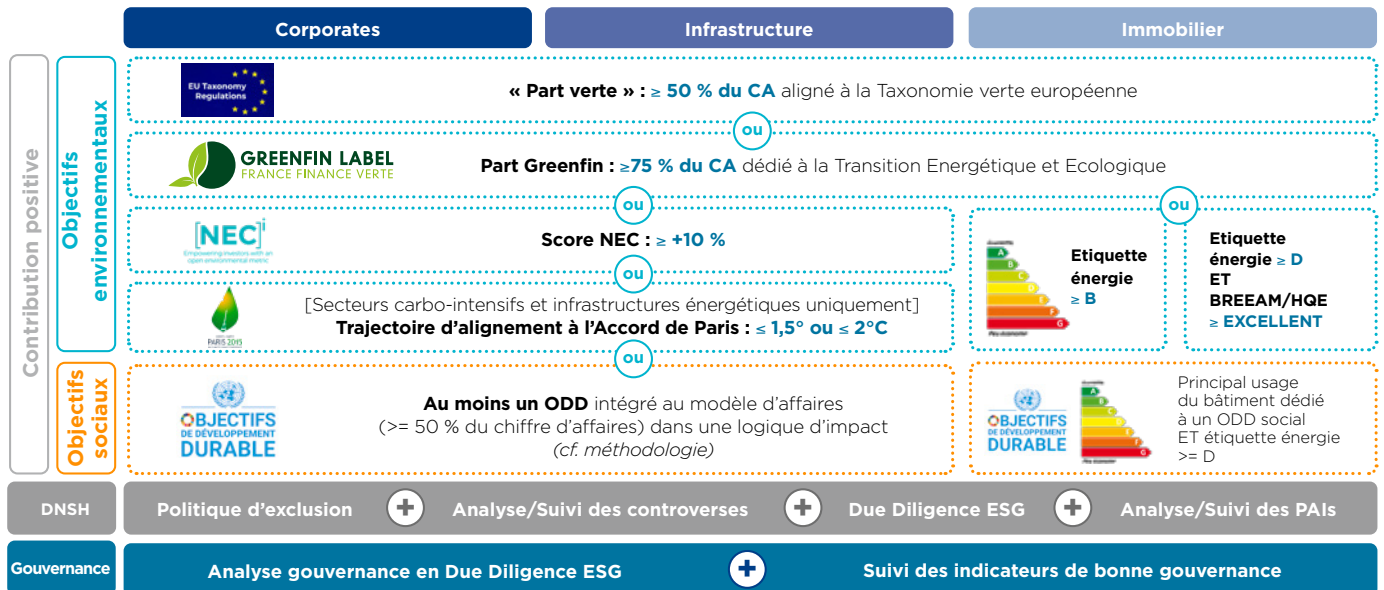 Corporates
Infrastructure
Immobilier
Contribution positive
Objectifs
environnementaux
EU Taxonomy
Regulations
« Part verte » : ≥ 50 % du CA aligné à la Taxonomie verte européenne
ou
GREENFIN LABEL
FRANCE FINANCE VERTE
Part Greenfin : ≥75 % du CA dédié à la Transition Energétique et Ecologique
ou
ou
[NEC]i
Empowering investors with an
open environmental metric
Score NEC : ≥ +10 %
ou
PARIS 2015
[Secteurs carbo-intensifs et infrastructures énergétiques uniquement]
Trajectoire d'alignement à l'Accord de Paris : ≤ 1,5° ou ≤ 2°C
A
B
C
D
E
F
G
Etiquette
énergie
≥ B
Etiquette
énergie ≥ D
ET
BREEAM/HQE
≥ EXCELLENT
ou
Objectifs
sociaux
OBJECTIFS
DE DÉVELOPPEMENT
DURABLE
Au moins un ODD intégré au modèle d'affaires
(>= 50 % du chiffre d'affaires) dans une logique d'impact
(cf. méthodologie)
OBJECTIFS
DE DÉVELOPPEMENT
DURABLE
A
B
C
D
E
F
G
Principal usage
du bâtiment dédié
à un ODD social
ET étiquette énergie
>= D
DNSH
Politique d'exclusion + Analyse/Suivi des controverses + Due Diligence ESG + Analyse/Suivi des PAIs
Gouvernance
Analyse gouvernance en Due Diligence ESG + Suivi des indicateurs de bonne gouvernance